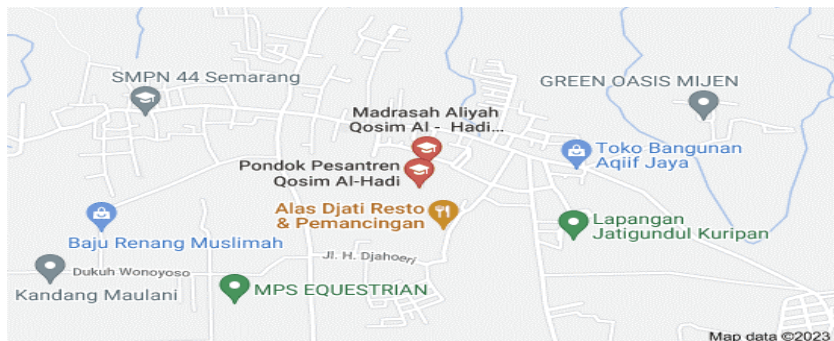 SMPN 44 Semarang
GREEN OASIS MIJEN
Madrasah Aliyah
Qosim Al - Hadi...
Toko Bangunan
Aqiif Jaya
Pondok Pesantren
Qosim Al-Hadi
Alas Djati Resto
& Pemancingan
Lapangan
Jatigundul Kuripan
Baju Renang Muslimah
Jl. H. Djahoeri
Dukuh Wonoyoso
Kandang Maulani
MPS EQUESTRIAN
Map data ©2023